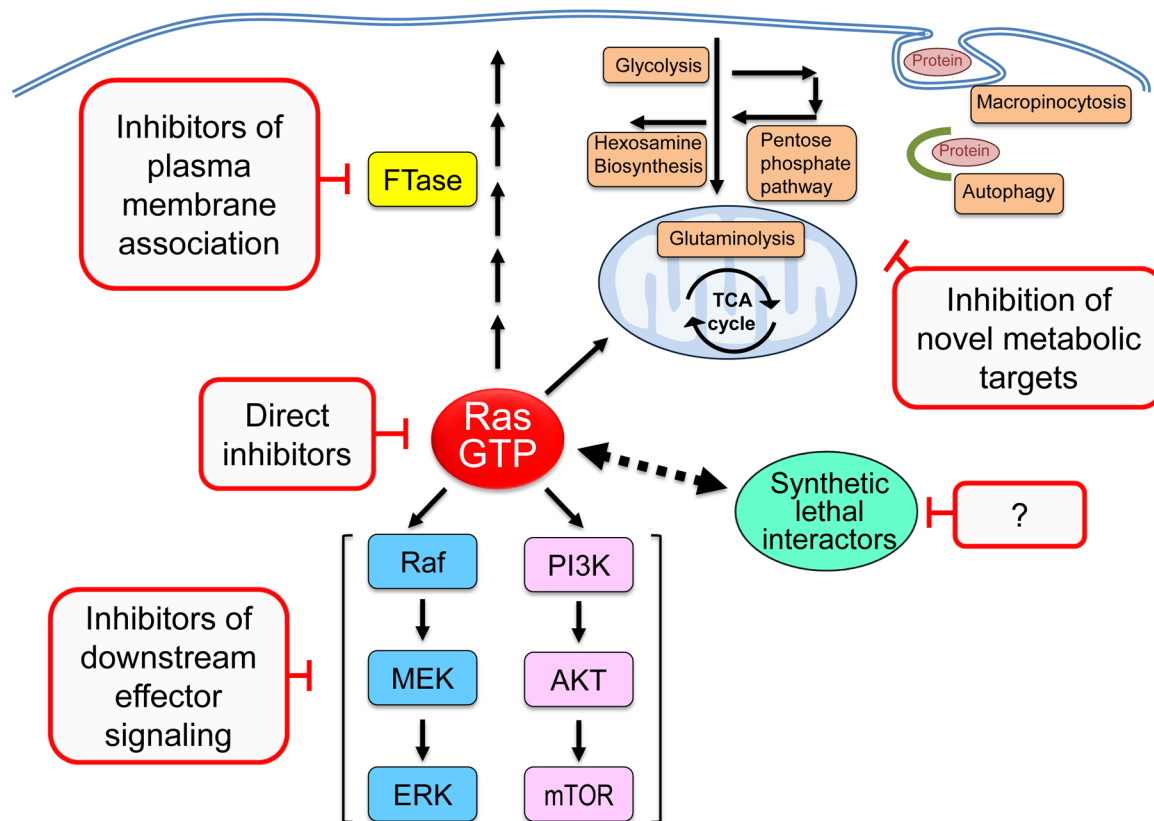 Glycolysis
Protein
Macropinocytosis
Inhibitors of
plasma
membrane
association
FTase
Hexosamine
Biosynthesis
Pentose
phosphate
pathway
Protein
Autophagy
Glutaminolysis
TCA
cycle
Inhibition of
novel metabolic
targets
Direct
inhibitors
Ras
GTP
Synthetic
lethal
interactors
?
Raf
PI3K
Inhibitors of
downstream
effector
signaling
MEK
AKT
ERK
mTOR